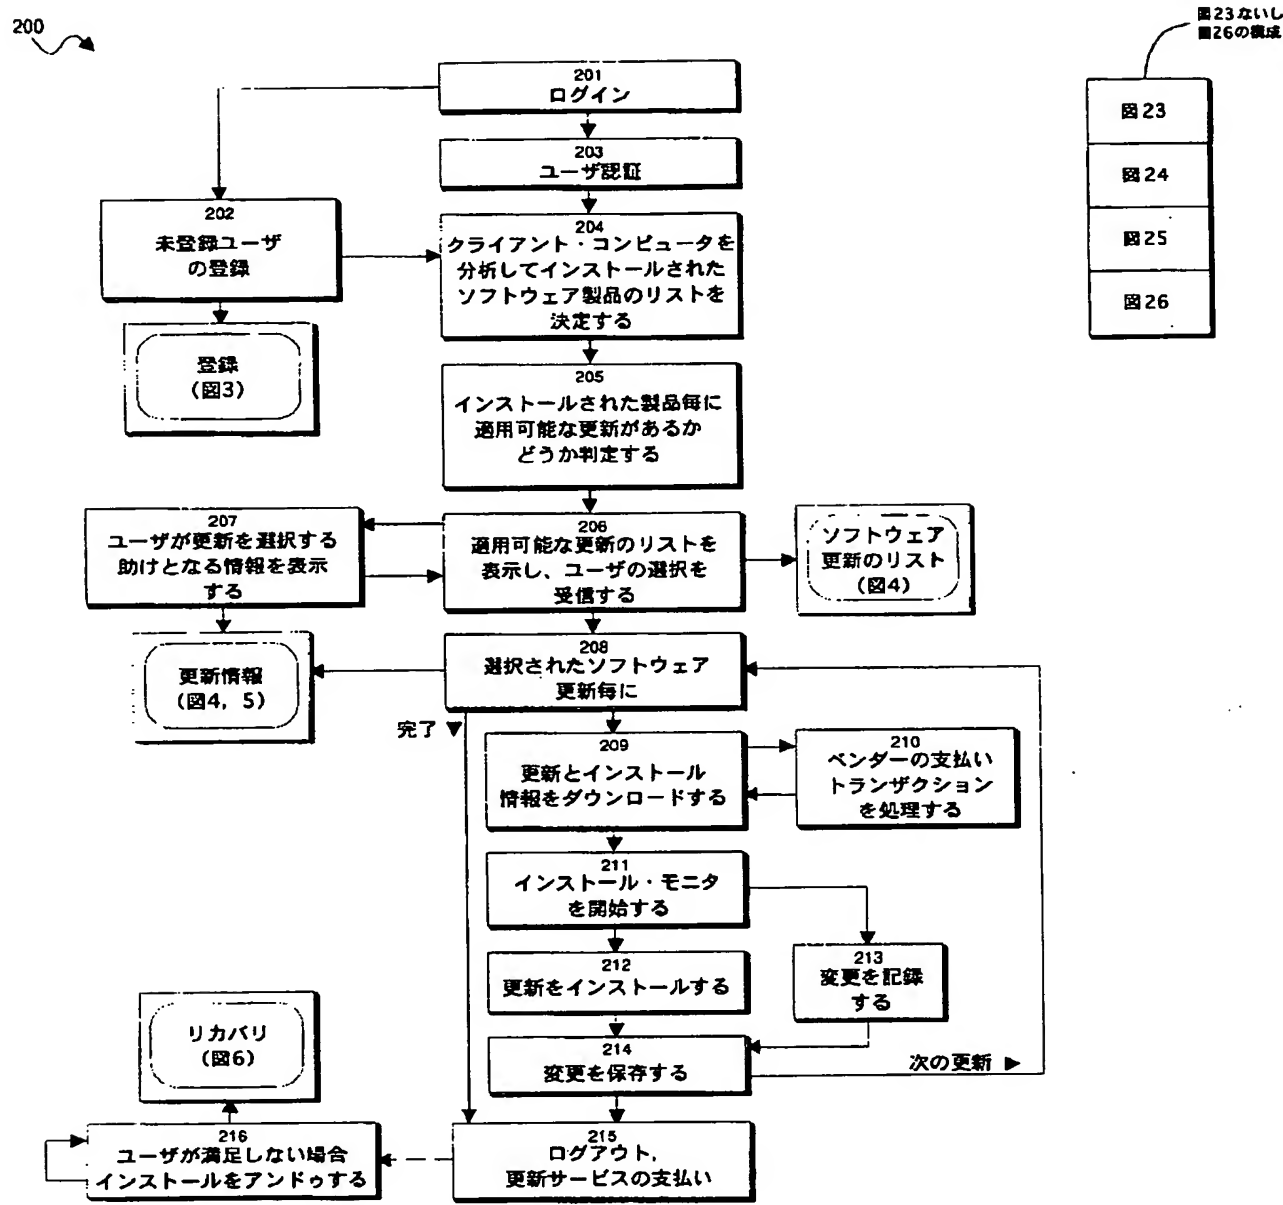 200
図23ないし
図26の構成
201
ログイン
図23
図24
図25
図26
203
ユーザ認証
202
未登録ユーザ
の登録
204
クライアント・コンピュータを
分析してインストールされた
ソフトウェア製品のリストを
決定する
登録
(図3)
205
インストールされた製品毎に
適用可能な更新があるか
どうか判定する
207
ユーザが更新を選択する
助けとなる情報を表示
する
206
適用可能な更新のリストを
表示し、ユーザの選択を
受信する
ソフトウェア
更新のリスト
(図4)
更新情報
(図4, 5)
208
選択されたソフトウェア
更新毎に
完了
209
更新とインストール
情報をダウンロードする
210
ベンダーの支払い
トランザクション
を処理する
211
インストール・モニタ
を開始する
212
更新をインストールする
213
変更を記録
する
リカバリ
(図6)
214
変更を保存する
次の更新
216
ユーザが満足しない場合
インストールをアンドゥする
215
ログアウト,
更新サービスの支払い